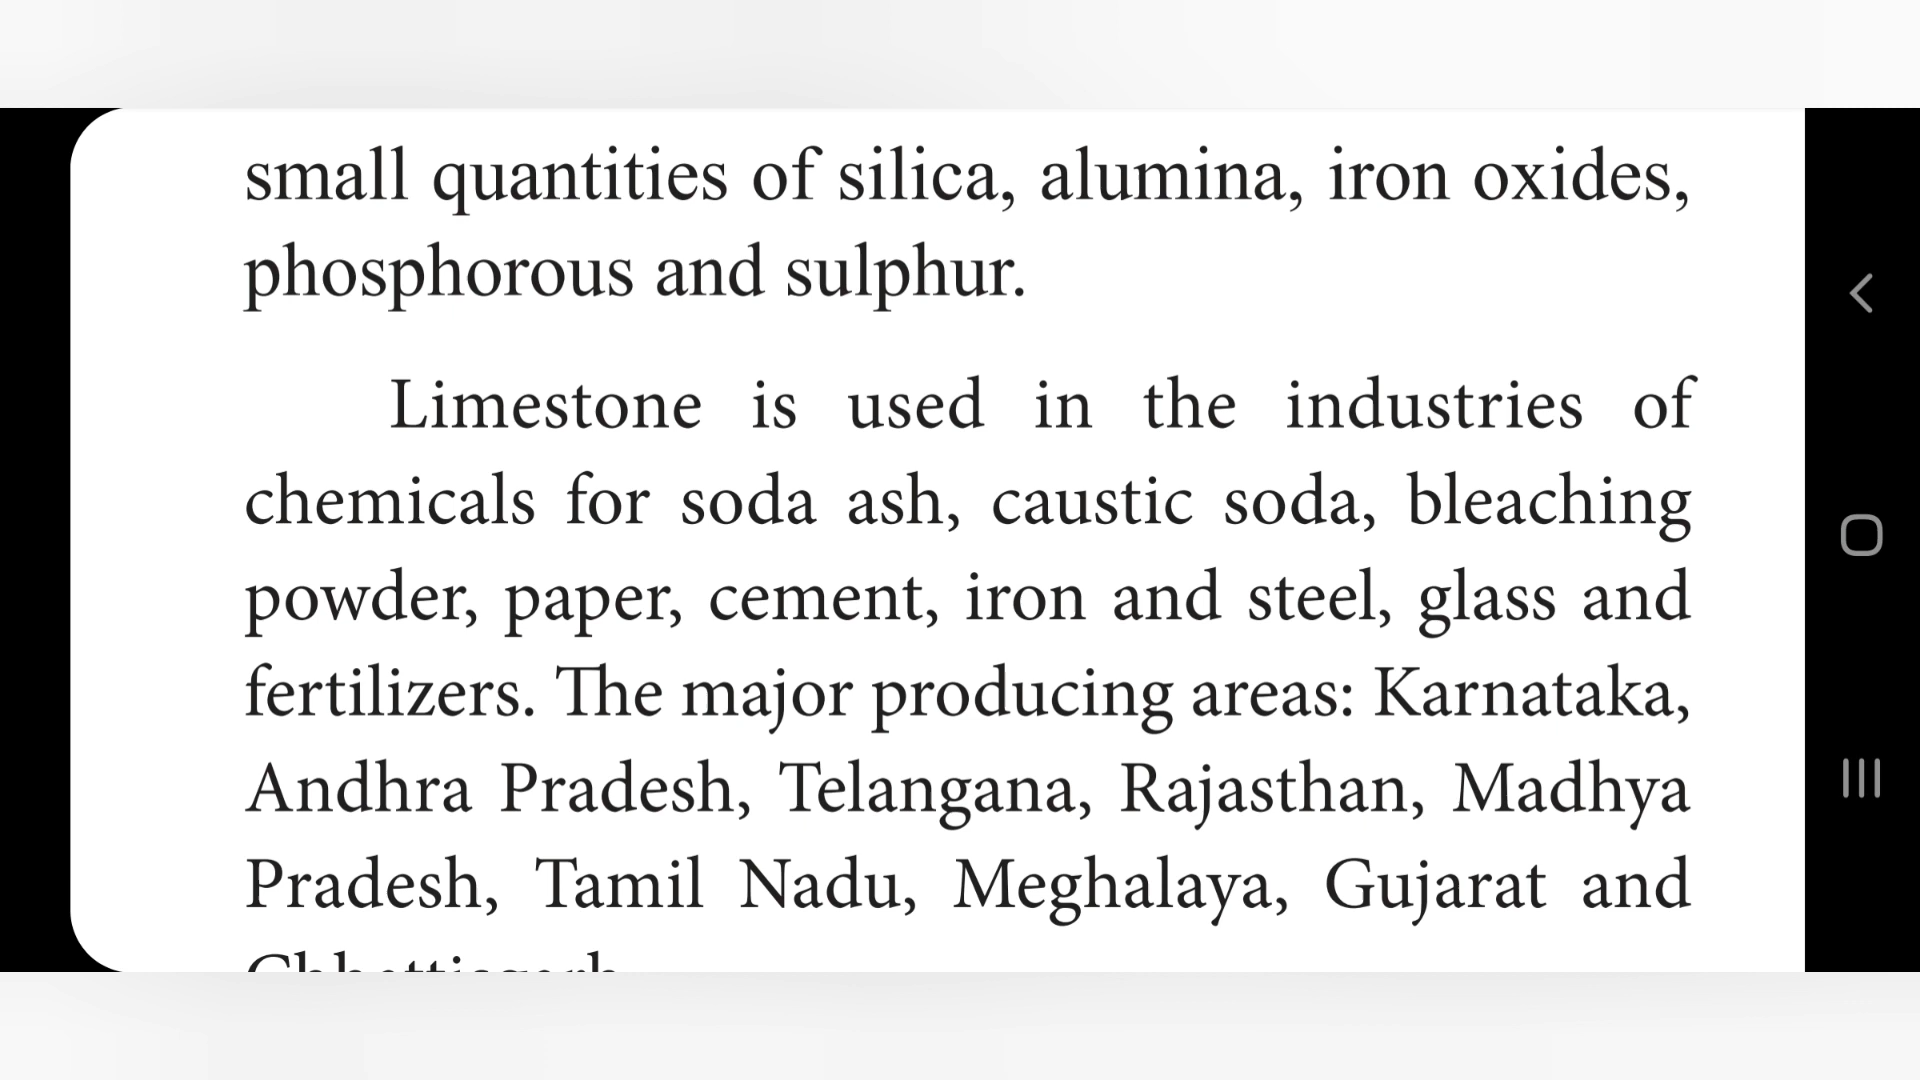 small quantities of silica, alumina, iron oxides,
phosphorous and sulphur.
Limestone is used in the industries of
chemicals for soda ash, caustic soda, bleaching
powder, paper, cement, iron and steel, glass and
fertilizers. The major producing areas: Karnataka,
Andhra Pradesh, Telangana, Rajasthan, Madhya
Pradesh, Tamil Nadu, Meghalaya, Gujarat and
Chhattisgarh